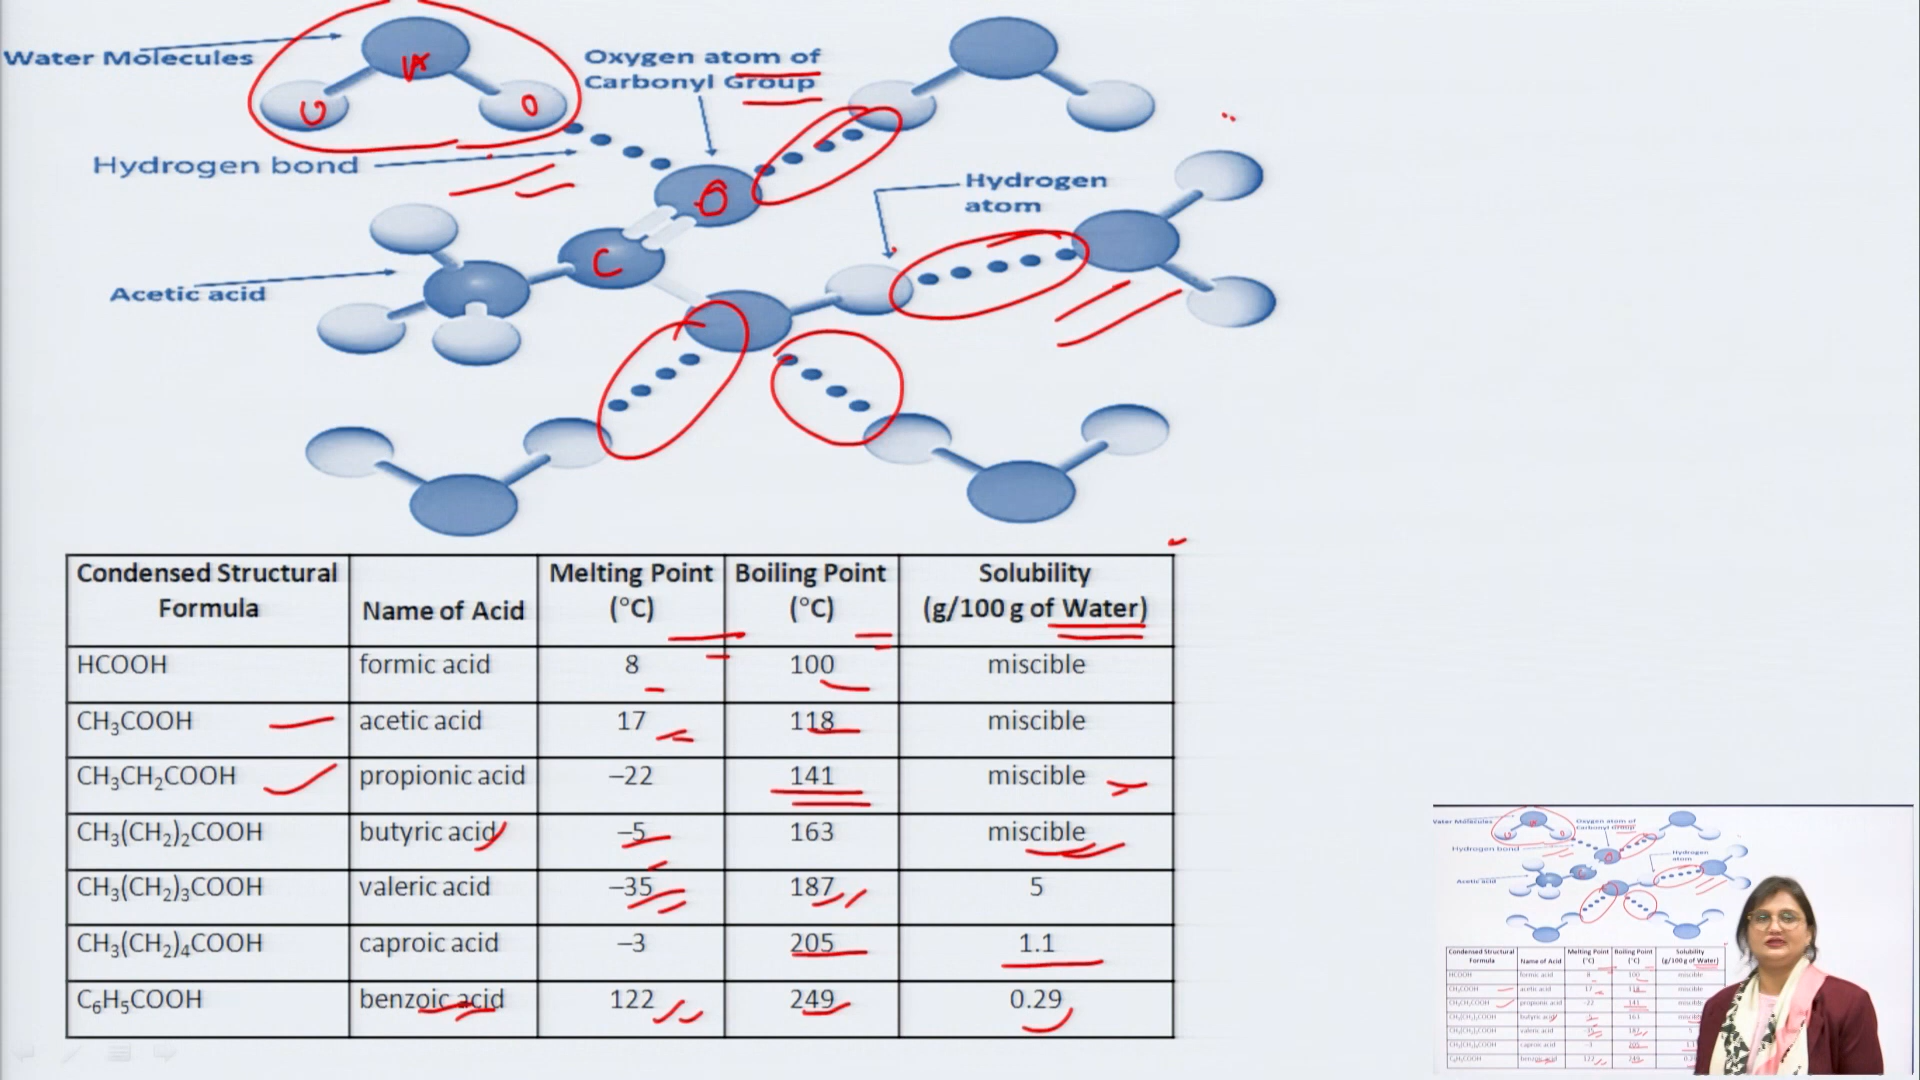 Water Molecules
Oxygen atom of
Carbonyl Group
Hydrogen bond
Hydrogen
atom
Acetic acid
O
C
Condensed Structural Formula | Name of Acid | Melting Point (°C) | Boiling Point (°C) | Solubility (g/100 g of Water)
HCOOH | formic acid | 8 | 100 | miscible
CH₃COOH | acetic acid | 17 | 118 | miscible
CH₃CH₂COOH | propionic acid | –22 | 141 | miscible
CH₃(CH₂)₂COOH | butyric acid | –5 | 163 | miscible
CH₃(CH₂)₃COOH | valeric acid | –35 | 187 | 5
CH₃(CH₂)₄COOH | caproic acid | –3 | 205 | 1.1
C₆H₅COOH | benzoic acid | 122 | 249 | 0.29